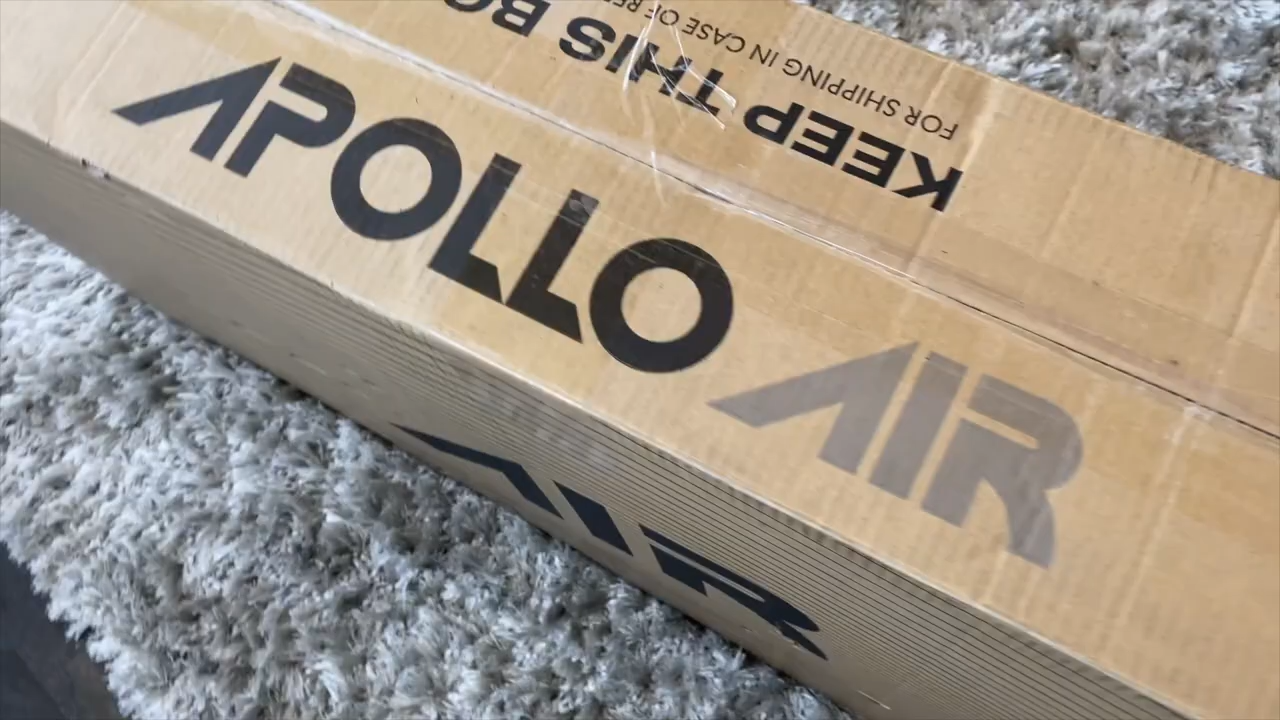 APOLLO AIR
KEEP THIS BO
FOR SHIPPING IN CASE OF RE
AIR